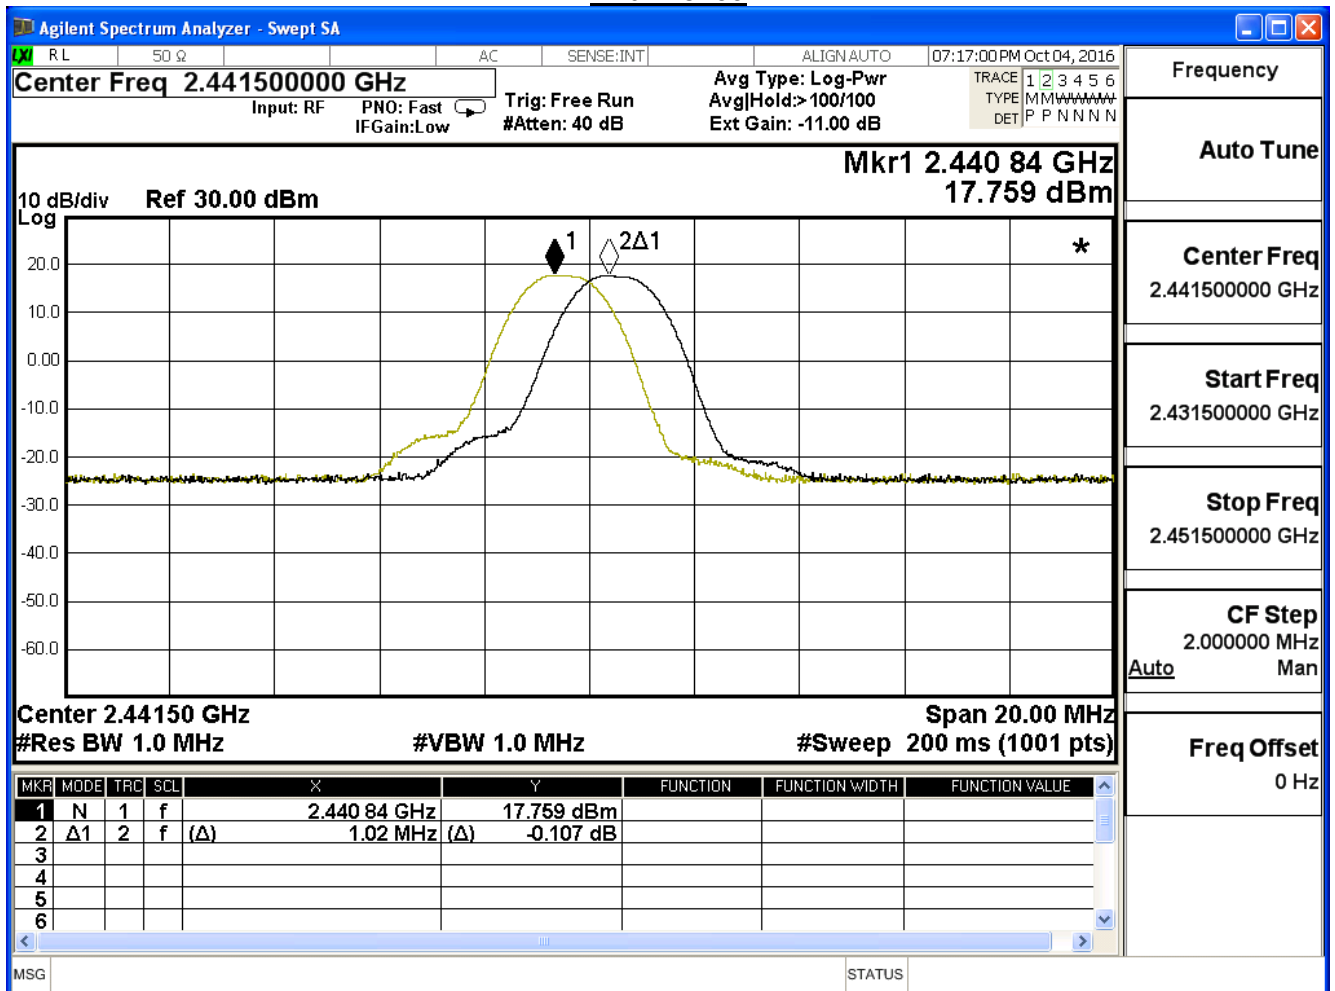 Agilent Spectrum Analyzer - Swept SA
LXI RL 50 Ω AC SENSE:INT ALIGNAUTO 07:17:00 PM Oct 04, 2016
Center Freq 2.441500000 GHz
Input: RF PNO: Fast
IFGain:Low
Trig: Free Run
#Atten: 40 dB
Avg Type: Log-Pwr
Avg|Hold:>100/100
Ext Gain: -11.00 dB
TRACE 1 2 3 4 5 6
TYPE M M W W W W
DET P P N N N N
Mkr1 2.440 84 GHz
17.759 dBm
10 dB/div Ref 30.00 dBm
Log
1 2Δ1 *
20.0
10.0
0.00
-10.0
-20.0
-30.0
-40.0
-50.0
-60.0
Center 2.44150 GHz Span 20.00 MHz
#Res BW 1.0 MHz #VBW 1.0 MHz #Sweep 200 ms (1001 pts)
MKR MODE TRC SCL X Y FUNCTION FUNCTION WIDTH FUNCTION VALUE
1 N 1 f 2.440 84 GHz 17.759 dBm
2 Δ1 2 f (Δ) 1.02 MHz (Δ) -0.107 dB
3
4
5
6
MSG STATUS
Frequency
Auto Tune
Center Freq
2.441500000 GHz
Start Freq
2.431500000 GHz
Stop Freq
2.451500000 GHz
CF Step
2.000000 MHz
Auto Man
Freq Offset
0 Hz